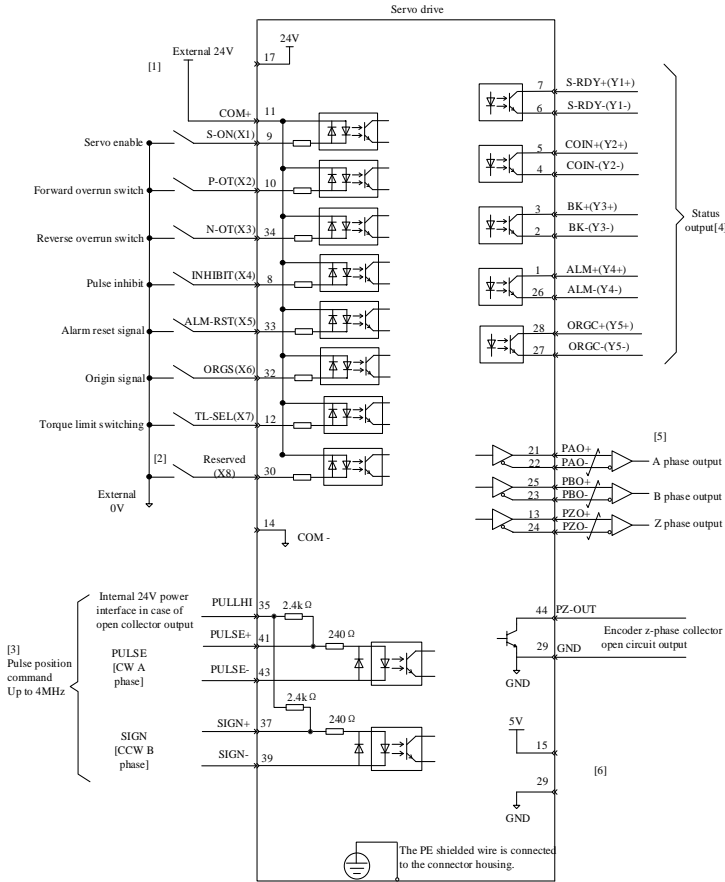 Servo drive
24V
External 24V
[1]
17
COM+
11
S-ON(X1)
9
Servo enable
P-OT(X2)
10
Forward overrun switch
N-OT(X3)
34
Reverse overrun switch
INHIBIT(X4)
8
Pulse inhibit
ALM-RST(X5)
33
Alarm reset signal
ORGS(X6)
32
Origin signal
TL-SEL(X7)
12
Torque limit switching
[2]
Reserved
(X8)
30
External
0V
14
COM -
7
S-RDY+(Y1+)
6
S-RDY-(Y1-)
5
COIN+(Y2+)
4
COIN-(Y2-)
3
BK+(Y3+)
2
BK-(Y3-)
1
ALM+(Y4+)
26
ALM-(Y4-)
28
ORGC+(Y5+)
27
ORGC-(Y5-)
Status
output[4]
[5]
21
PAO+
22
PAO-
A phase output
25
PBO+
23
PBO-
B phase output
13
PZO+
24
PZO-
Z phase output
Internal 24V power
interface in case of
open collector output
PULLHI
35
2.4kΩ
PULSE+
41
240Ω
PULSE-
43
[3]
Pulse position
command
Up to 4MHz
PULSE
[CW A
phase]
2.4kΩ
SIGN+
37
240Ω
SIGN-
39
SIGN
[CCW B
phase]
44
PZ-OUT
29
GND
Encoder z-phase collector
open circuit output
GND
5V
15
[6]
29
GND
The PE shielded wire is connected
to the connector housing.